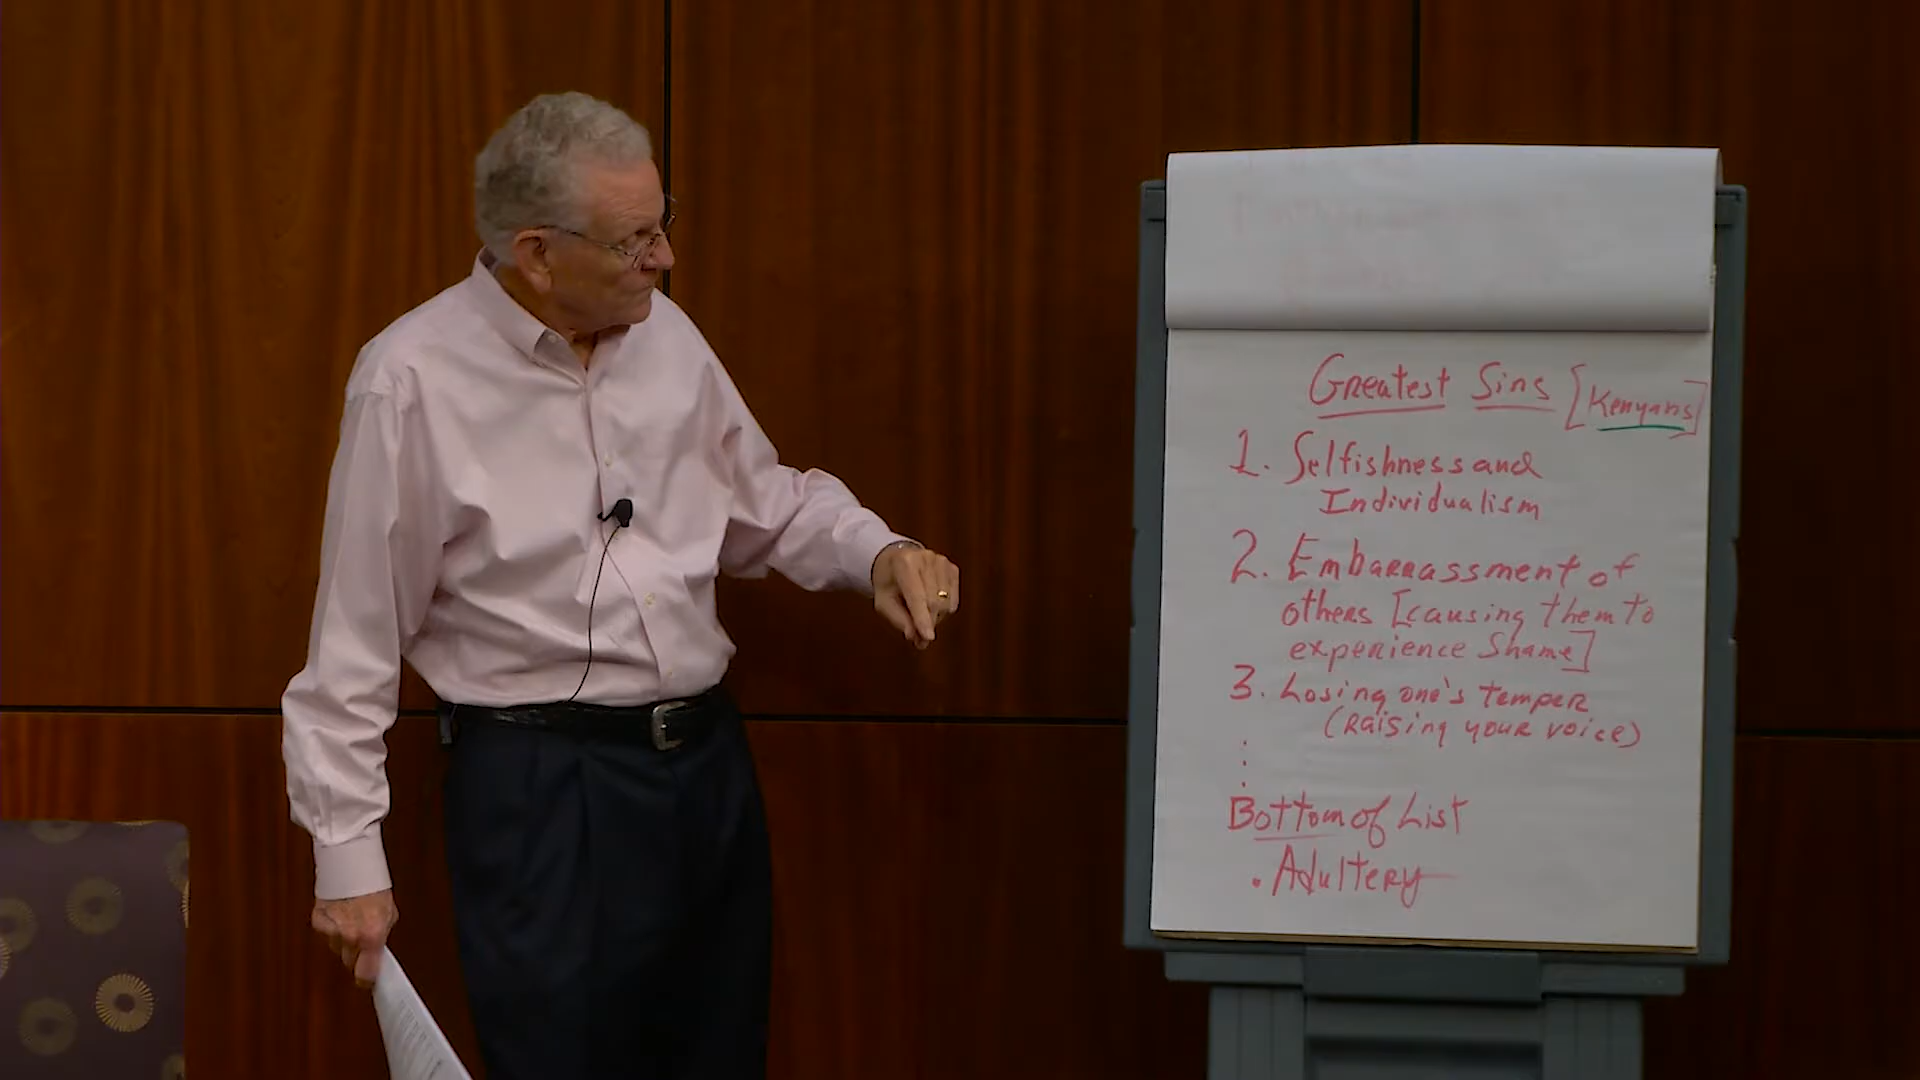 Greatest Sins [Kenyans]
1. Selfishness and
Individualism
2. Embarrassment of
others [causing them to
experience Shame]
3. Losing one's temper
(Raising your voice)
:
:
Bottom of List
. Adultery